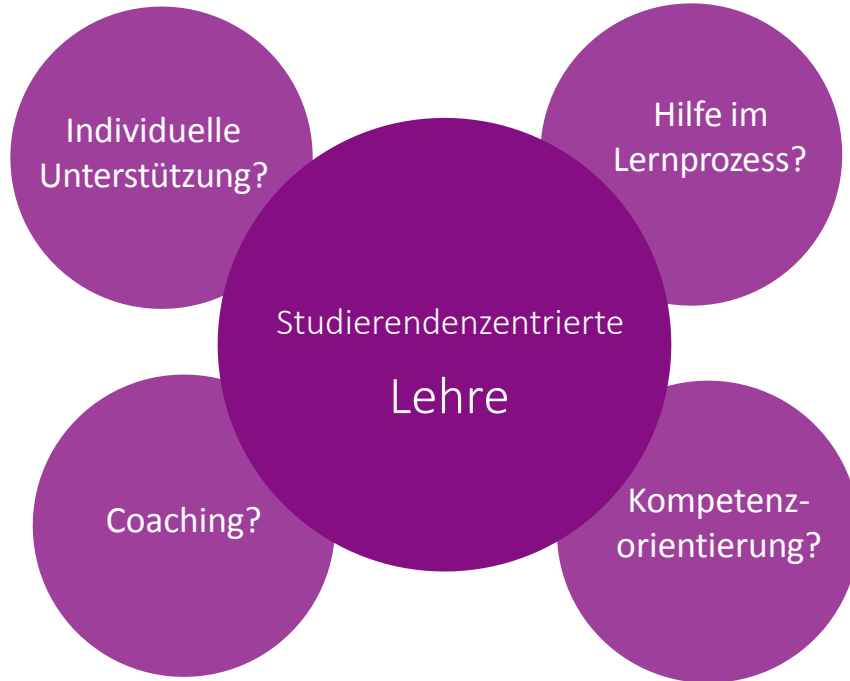 Individuelle
Unterstützung?
Hilfe im
Lernprozess?
Studierendenzentrierte
Lehre
Coaching?
Kompetenz-
orientierung?